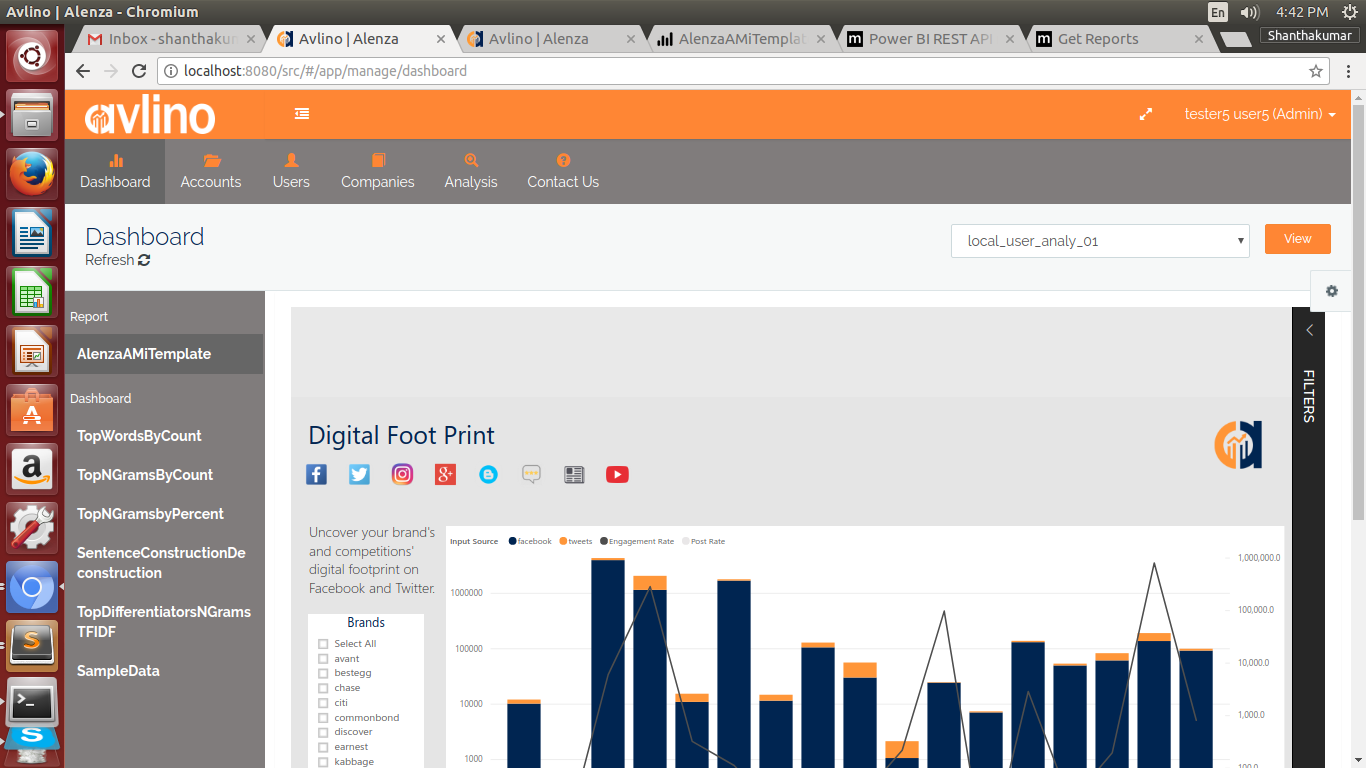 Avlino | Alenza - Chromium
En
4:42 PM
Inbox - shanthakum
Avlino | Alenza
Avlino | Alenza
AlenzaAMiTemplat
Power BI REST API
Get Reports
Shanthakumar
localhost:8080/src/#/app/manage/dashboard
avlino
tester5 user5 (Admin)
Dashboard
Accounts
Users
Companies
Analysis
Contact Us
Dashboard
Refresh
local_user_analy_01
View
Report
AlenzaAMiTemplate
Dashboard
TopWordsByCount
TopNGramsByCount
TopNGramsbyPercent
SentenceConstructionDe
construction
TopDifferentiatorsNGrams
TFIDF
SampleData
FILTERS
Digital Foot Print
Uncover your brand's
and competitions'
digital footprint on
Facebook and Twitter.
Brands
Select All
avant
bestegg
chase
citi
commonbond
discover
earnest
kabbage
Input Source facebook tweets Engagement Rate Post Rate
1000000
100000
10000
1000
1,000,000.0
100,000.0
10,000.0
1,000.0
100.0